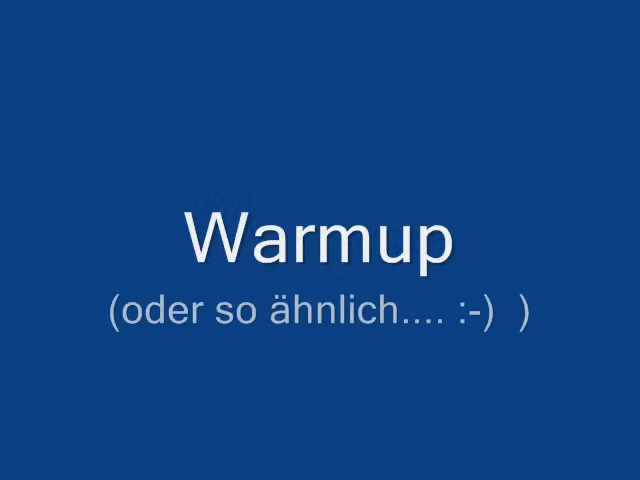 Warmup
(oder so ähnlich.... :-)  )